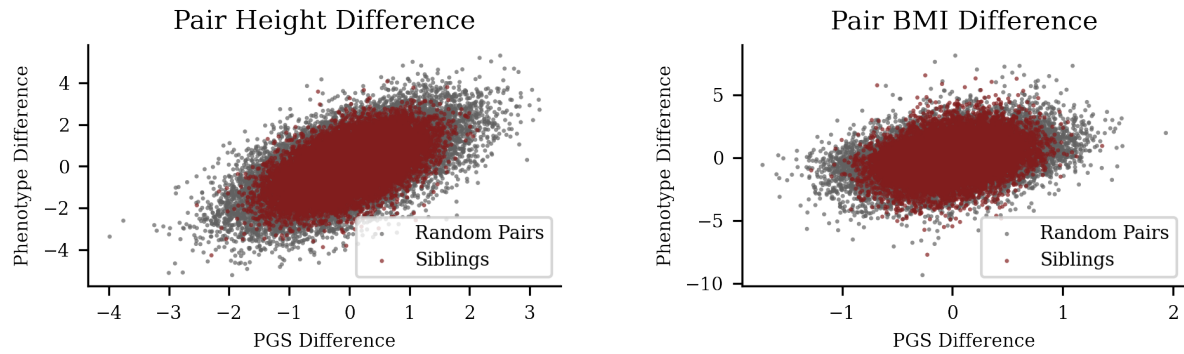 Pair Height Difference
Phenotype Difference
4
2
0
−2
−4
Random Pairs
Siblings
−4 −3 −2 −1 0 1 2 3
PGS Difference
Pair BMI Difference
Phenotype Difference
5
0
−5
−10
Random Pairs
Siblings
−1 0 1 2
PGS Difference